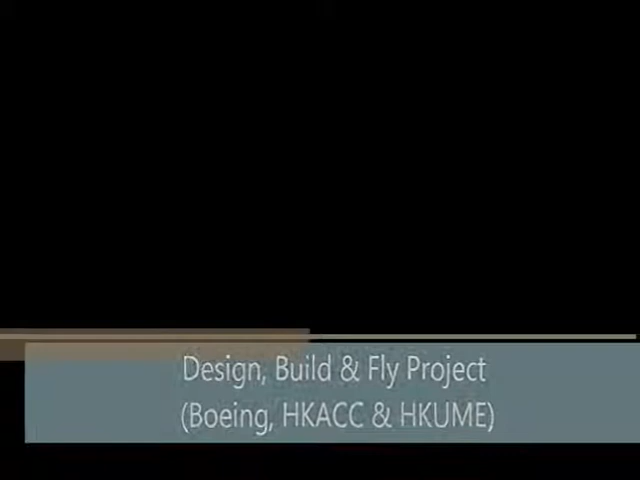 Design, Build & Fly Project
(Boeing, HKACC & HKUME)